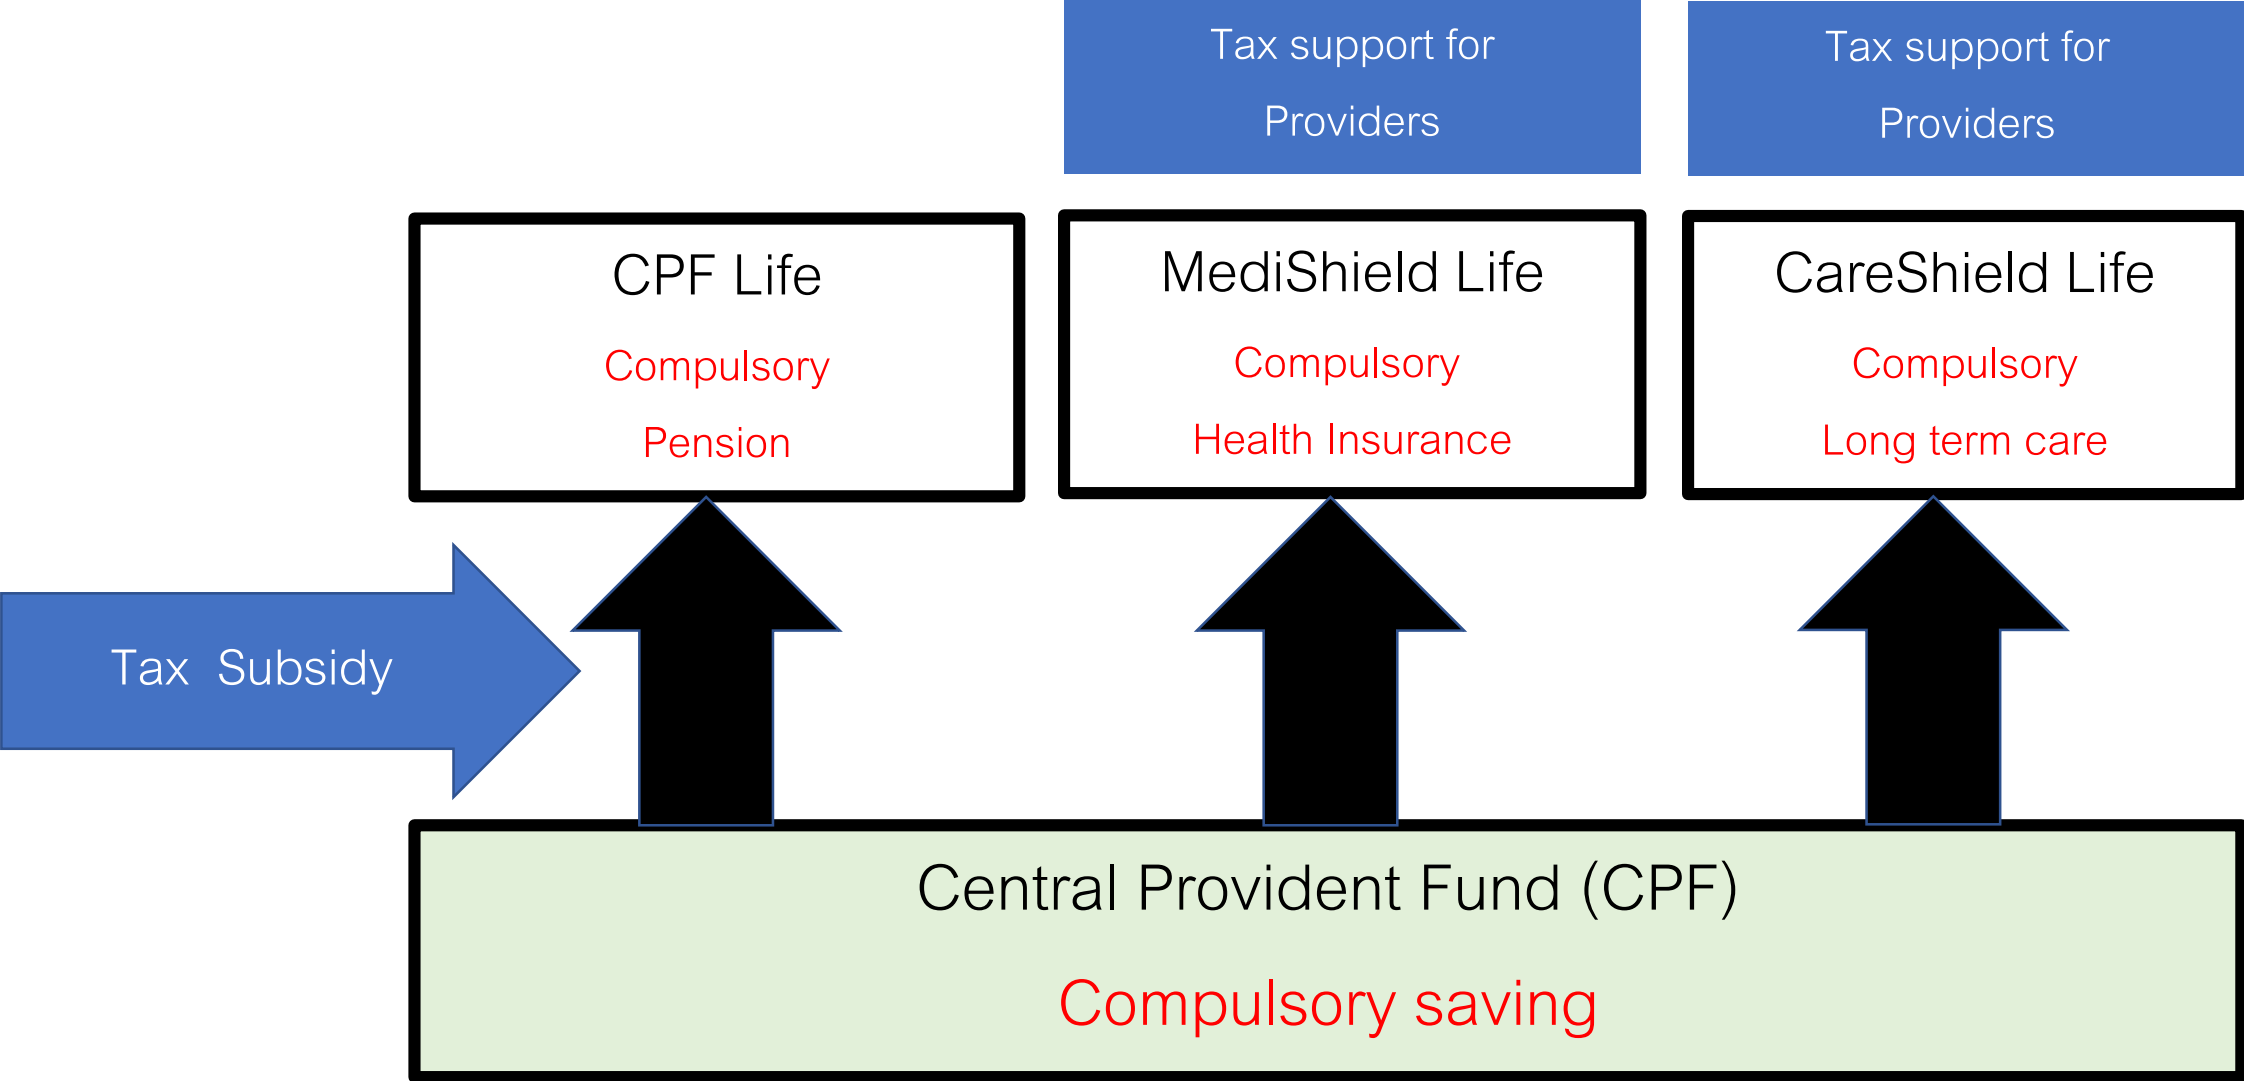 Tax support for
Providers
Tax support for
Providers
CPF Life
Compulsory
Pension
MediShield Life
Compulsory
Health Insurance
CareShield Life
Compulsory
Long term care
Tax Subsidy
Central Provident Fund (CPF)
Compulsory saving